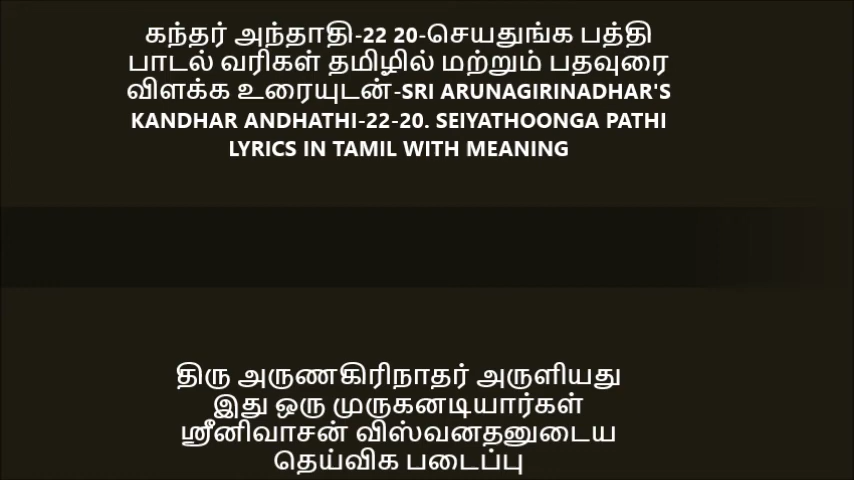 கந்தர் அந்தாதி-22 20-செயதுங்க பத்தி
பாடல் வரிகள் தமிழில் மற்றும் பதவுரை
விளக்க உரையுடன்-SRI ARUNAGIRINADHAR'S
KANDHAR ANDHATHI-22-20. SEIYATHOONGA PATHI
LYRICS IN TAMIL WITH MEANING
திரு அருணகிரிநாதர் அருளியது
இது ஒரு முருகனடியார்கள்
ஸ்ரீனிவாசன் விஸ்வனதனுடைய
தெய்விக படைப்பு